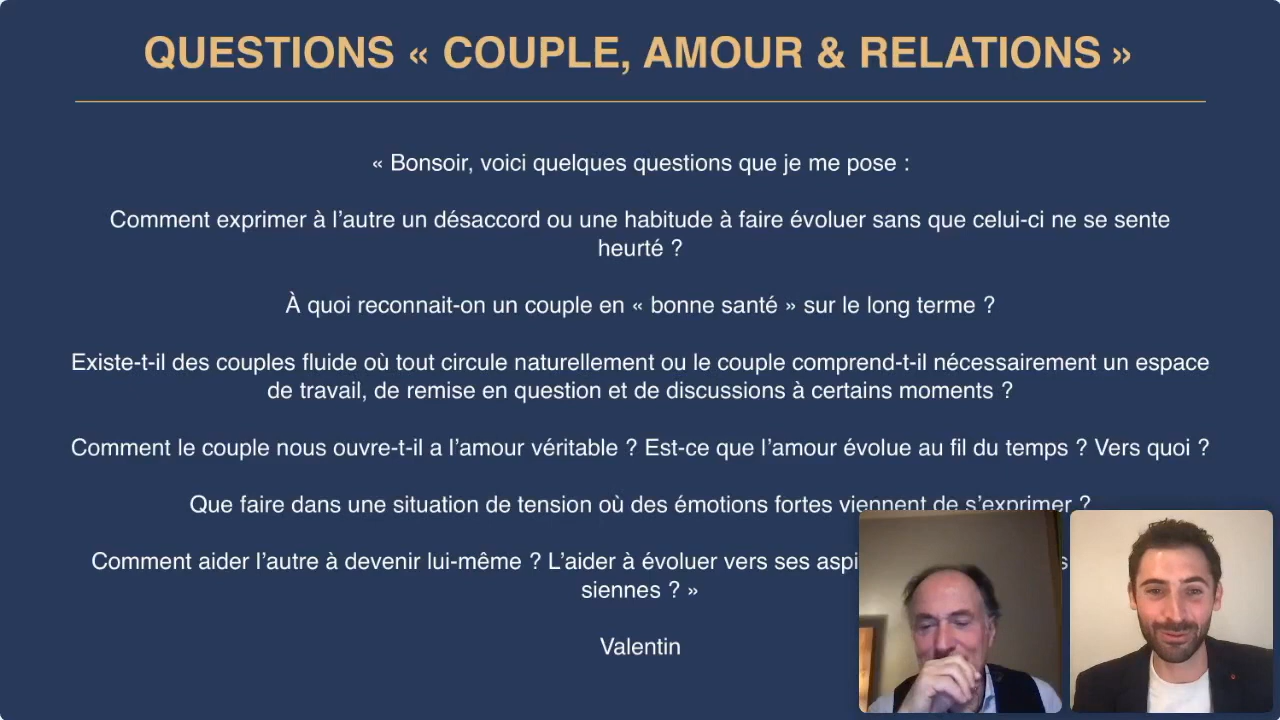 QUESTIONS « COUPLE, AMOUR & RELATIONS »
« Bonsoir, voici quelques questions que je me pose :
Comment exprimer à l’autre un désaccord ou une habitude à faire évoluer sans que celui-ci ne se sente
heurté ?
À quoi reconnait-on un couple en « bonne santé » sur le long terme ?
Existe-t-il des couples fluide où tout circule naturellement ou le couple comprend-t-il nécessairement un espace
de travail, de remise en question et de discussions à certains moments ?
Comment le couple nous ouvre-t-il a l’amour véritable ? Est-ce que l’amour évolue au fil du temps ? Vers quoi ?
Que faire dans une situation de tension où des émotions fortes viennent de s’exprimer ?
Comment aider l’autre à devenir lui-même ? L’aider à évoluer vers ses
siennes ? »
Valentin